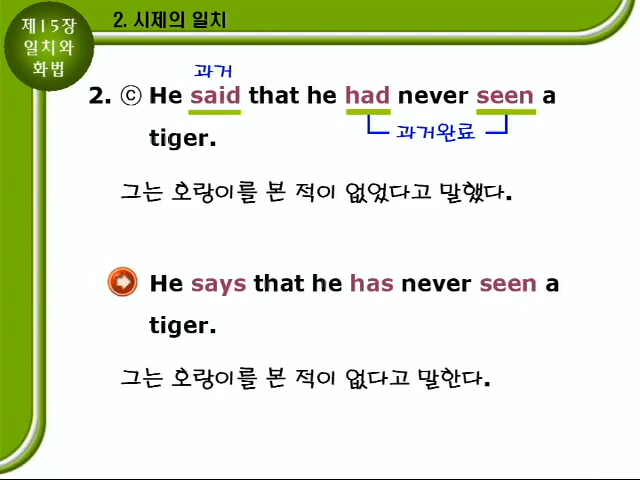 제15장
일치와
화법
2. 시제의 일치
과거
2. ⓒ He said that he had never seen a
과거완료
tiger.
그는 호랑이를 본 적이 없었다고 말했다.
He says that he has never seen a
tiger.
그는 호랑이를 본 적이 없다고 말한다.